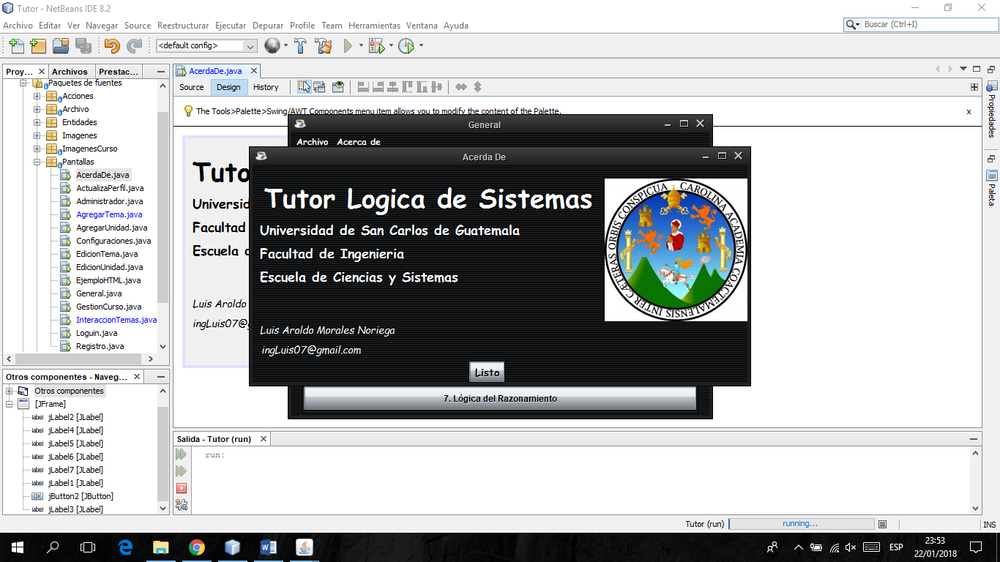 Tutor - NetBeans IDE 8.2
Archivo Editar Ver Navegar Source Reestructurar Ejecutar Depurar Profile Team Herramientas Ventana Ayuda
Buscar (Ctrl+I)
<default config>
Proy... Archivos Prestac...
Paquetes de fuentes
Acciones
Archivo
Entidades
Imagenes
ImagenesCurso
Pantallas
AcerdaDe.java
ActualizaPerfil.java
Administrador.java
AgregarTema.java
AgregarUnidad.java
Configuraciones.java
EdicionTema.java
EdicionUnidad.java
EjemploHTML.java
General.java
GestionCurso.java
InteraccionTemas.java
Loguin.java
Registro.java
Otros componentes - Naveg...
Otros componentes
[JFrame]
jLabel2 [JLabel]
jLabel4 [JLabel]
jLabel5 [JLabel]
jLabel6 [JLabel]
jLabel7 [JLabel]
jLabel1 [JLabel]
jButton2 [JButton]
jLabel3 [JLabel]
AcerdaDe.java
Source Design History
The Tools>Palette>Swing/AWT Components menu item allows you to modify the content of the Palette.
x
Tuto
Universid
Facultad
Escuela d
Luis Aroldo
ingLuis07@g
General
Archivo Acerca de
Acerda De
Tutor Logica de Sistemas
Universidad de San Carlos de Guatemala
Facultad de Ingenieria
Escuela de Ciencias y Sistemas
Luis Aroldo Morales Noriega
ingLuis07@gmail.com
Listo
CAROLINA ACADEMIA COACTEMALENSIS INTER CÆTERAS ORBIS CONSPICUA
7. Lógica del Razonamiento
Propiedades
Paleta
Salida - Tutor (run)
run:
Tutor (run) running...
INS
ESP
23:53
22/01/2018